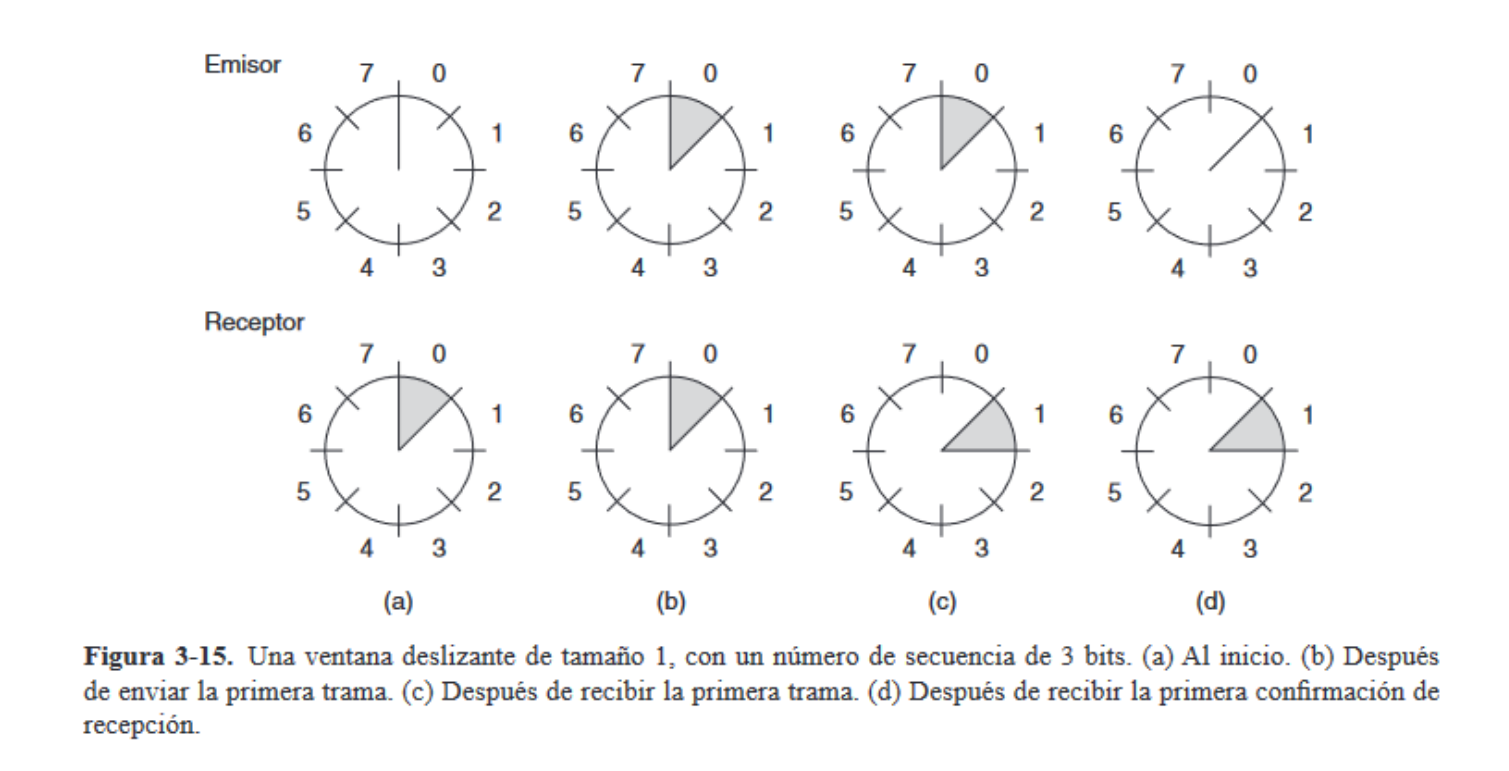 Emisor
7 0 7 0 7 0 7 0
6 1 6 1 6 1 6 1
5 2 5 2 5 2 5 2
4 3 4 3 4 3 4 3
Receptor
7 0 7 0 7 0 7 0
6 1 6 1 6 1 6 1
5 2 5 2 5 2 5 2
4 3 4 3 4 3 4 3
(a) (b) (c) (d)
Figura 3-15. Una ventana deslizante de tamaño 1, con un número de secuencia de 3 bits. (a) Al inicio. (b) Después
de enviar la primera trama. (c) Después de recibir la primera trama. (d) Después de recibir la primera confirmación de
recepción.